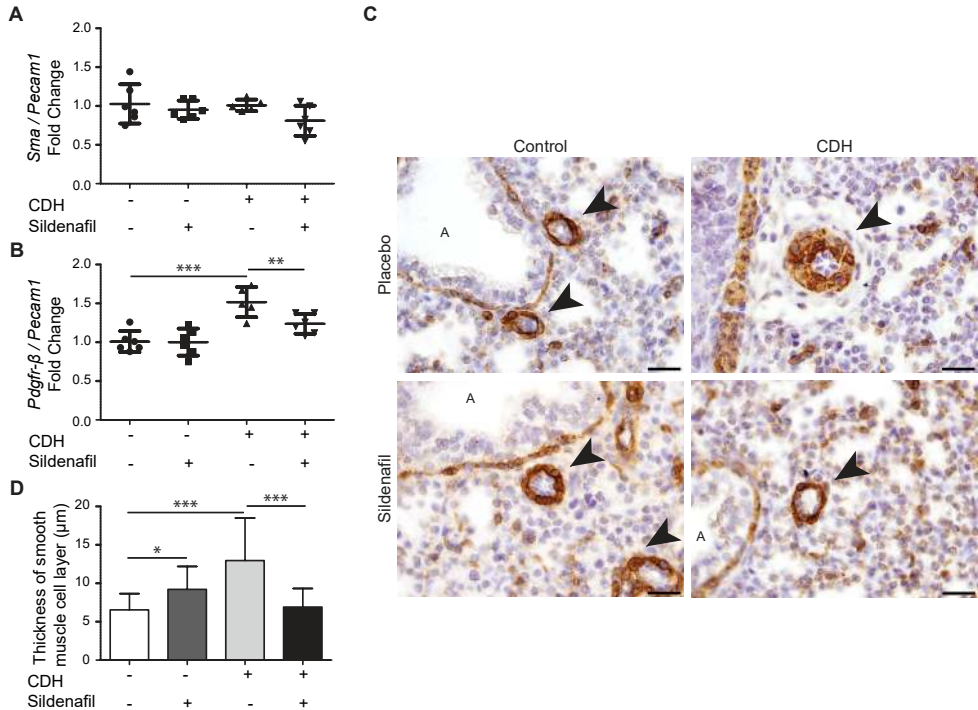 A
2.0
1.5
1.0
0.5
0.0
Sma / Pecam1
Fold Change
CDH - - + +
Sildenafil - + - +
B
*** **
2.0
1.5
1.0
0.5
0.0
Pdgfr-β / Pecam1
Fold Change
CDH - - + +
Sildenafil - + - +
D
*** ***
*
20
15
10
5
0
Thickness of smooth
muscle cell layer (µm)
CDH - - + +
Sildenafil - + - +
C
Control CDH
Placebo
A
Sildenafil
A
A